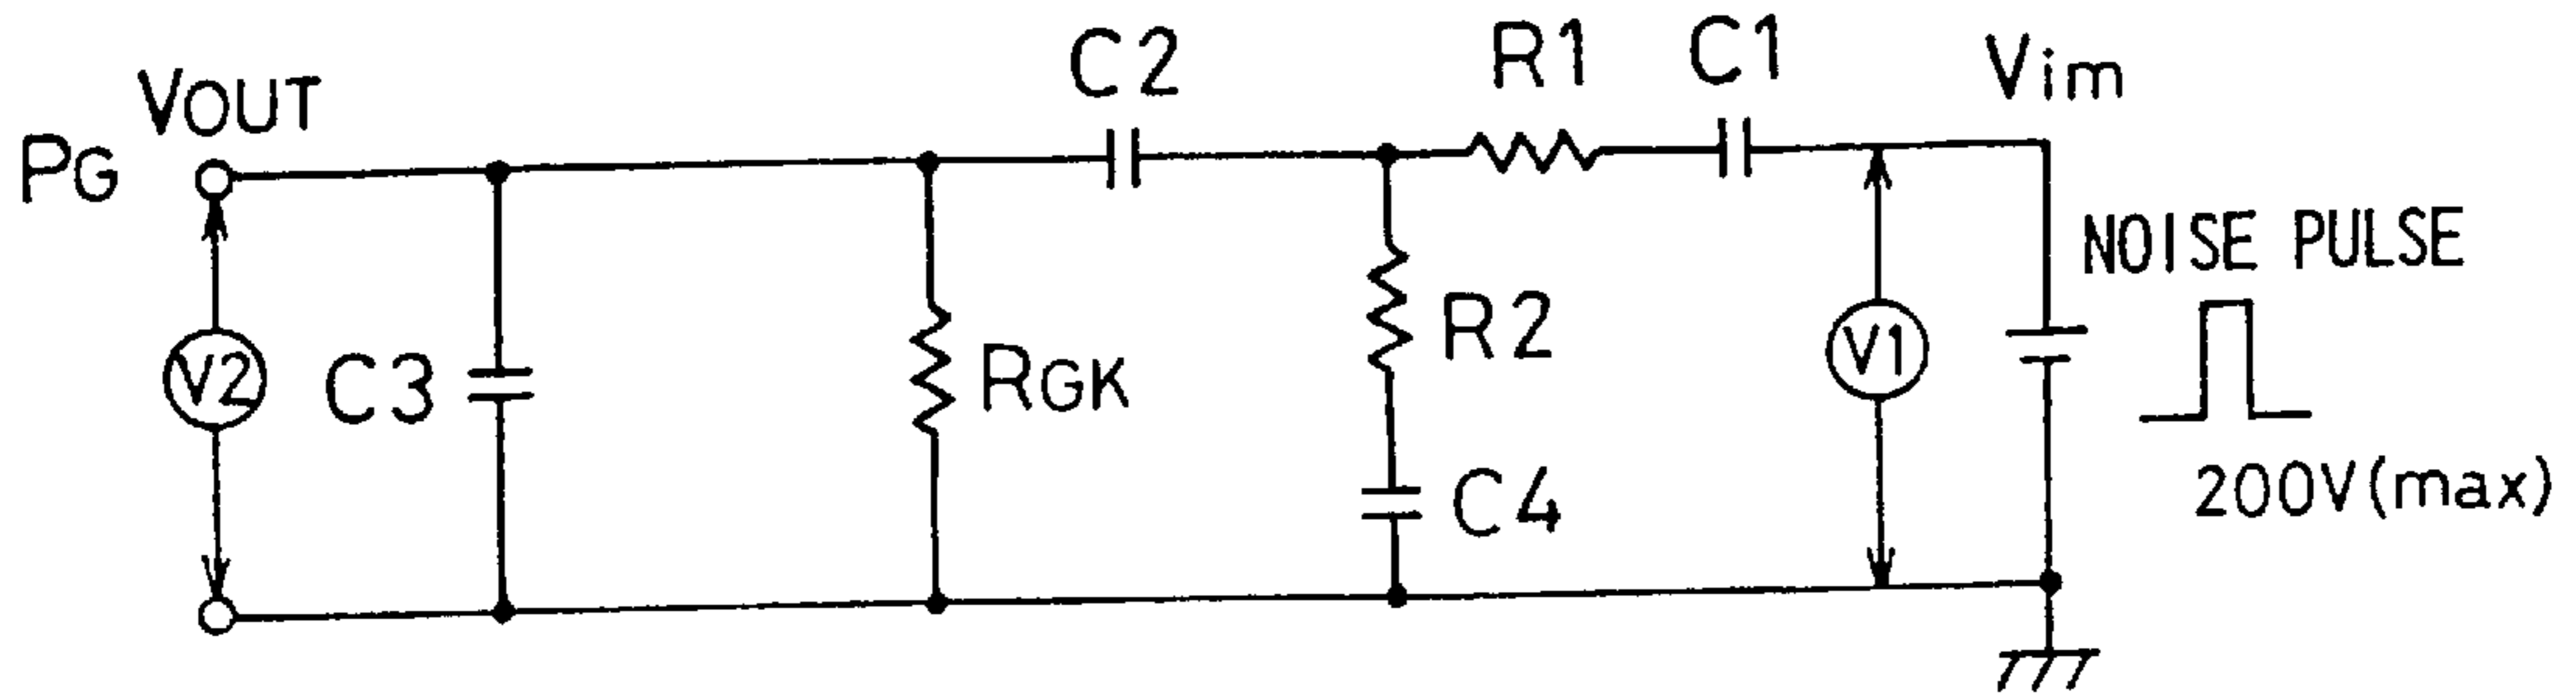 PG VOUT
C2
R1
C1
Vim
NOISE PULSE
200V(max)
V2
C3
RGK
R2
C4
V1